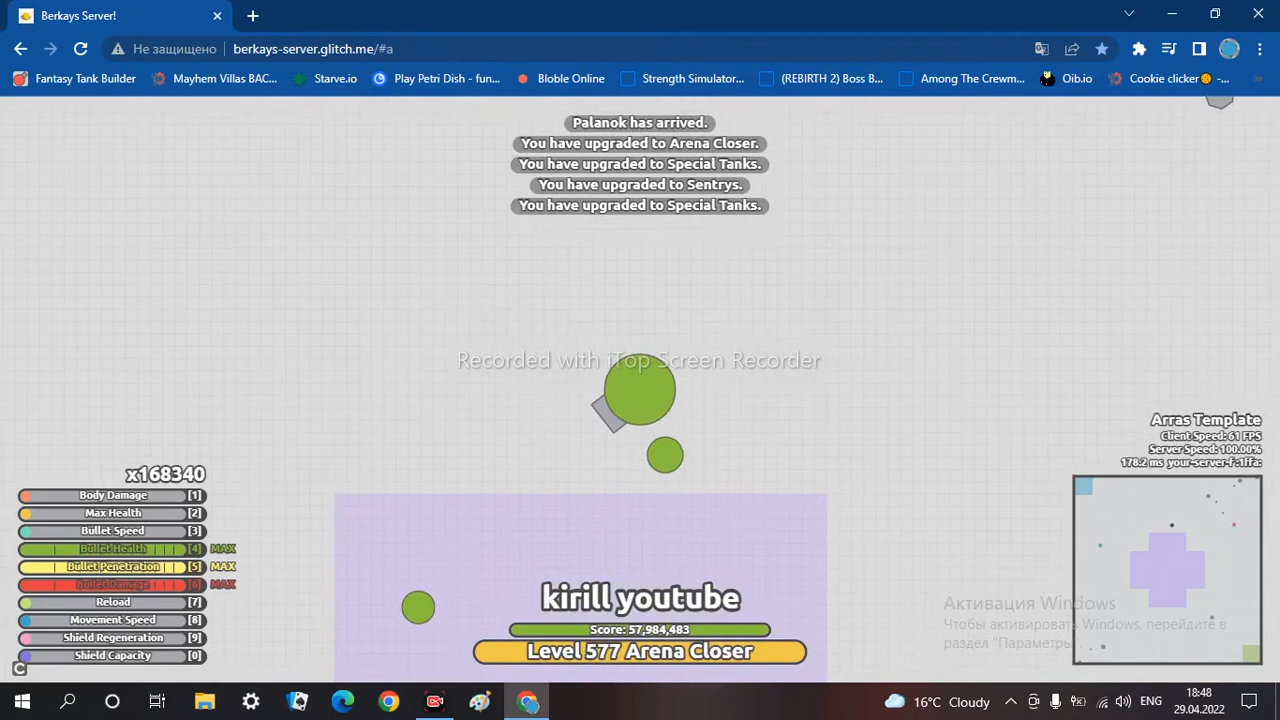 Berkays Server!
Не защищено
berkays-server.glitch.me/#a
Fantasy Tank Builder
Mayhem Villas BAC...
Starve.io
Play Petri Dish - fun...
Bloble Online
Strength Simulator...
(REBIRTH 2) Boss B...
Among The Crewm...
Oib.io
Cookie clicker🍪 -...
Palanok has arrived.
You have upgraded to Arena Closer.
You have upgraded to Special Tanks.
You have upgraded to Sentrys.
You have upgraded to Special Tanks.
Recorded with iTop Screen Recorder
Arras Template
Client Speed: 61 FPS
Server Speed: 100.00%
178.2 ms your-server-f-1ffa:
x168340
Body Damage [1]
Max Health [2]
Bullet Speed [3]
Bullet Health [4] MAX
Bullet Penetration [5] MAX
Bullet Damage [6] MAX
Reload [7]
Movement Speed [8]
Shield Regeneration [9]
Shield Capacity [0]
C
kirill youtube
Score: 57,984,483
Level 577 Arena Closer
Активация Windows
Чтобы активировать Windows, перейдите в
раздел "Параметры
16°C Cloudy
ENG
18:48
29.04.2022